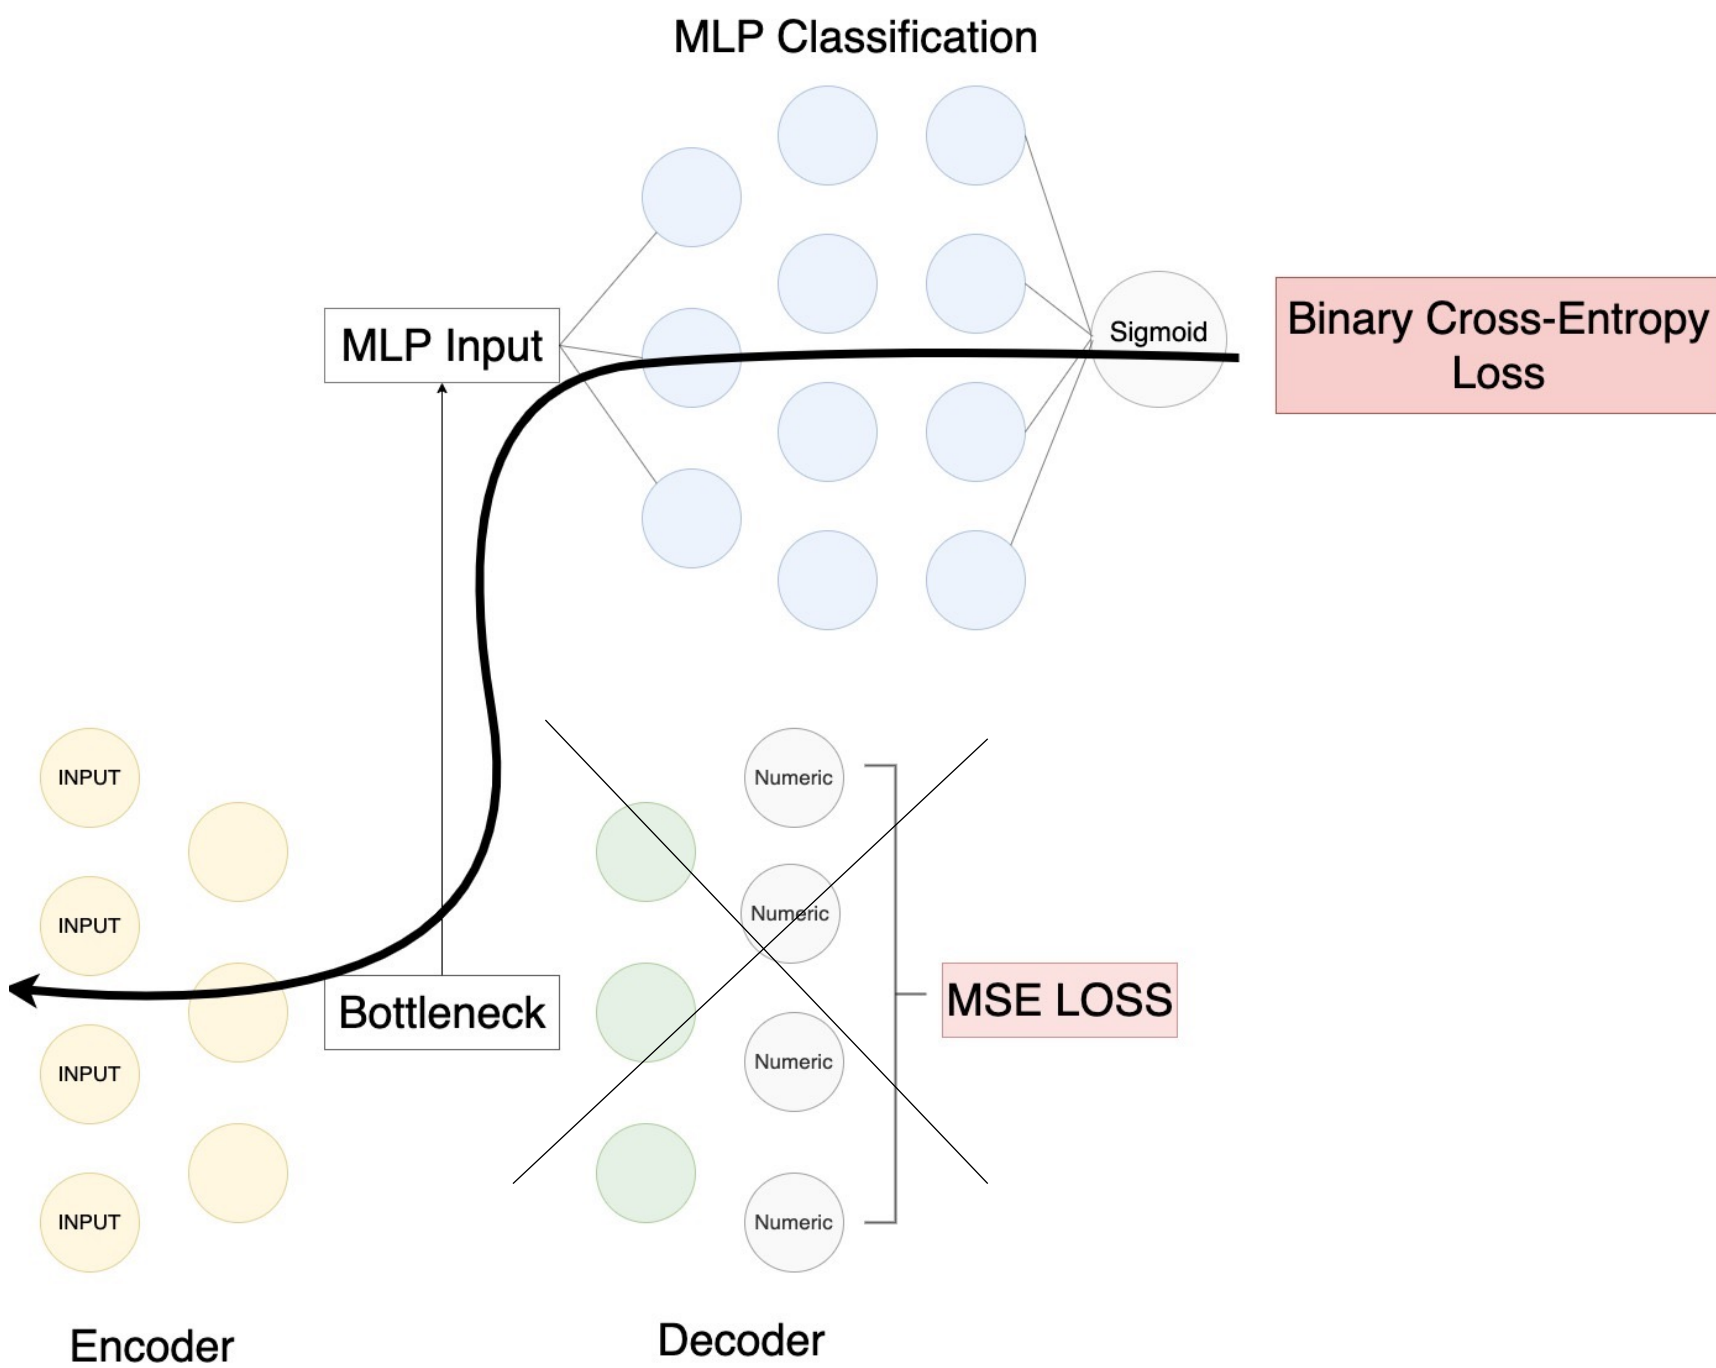 MLP Classification
MLP Input
Sigmoid
Binary Cross-Entropy
Loss
INPUT
INPUT
INPUT
INPUT
Bottleneck
Numeric
Numeric
Numeric
Numeric
MSE LOSS
Encoder
Decoder